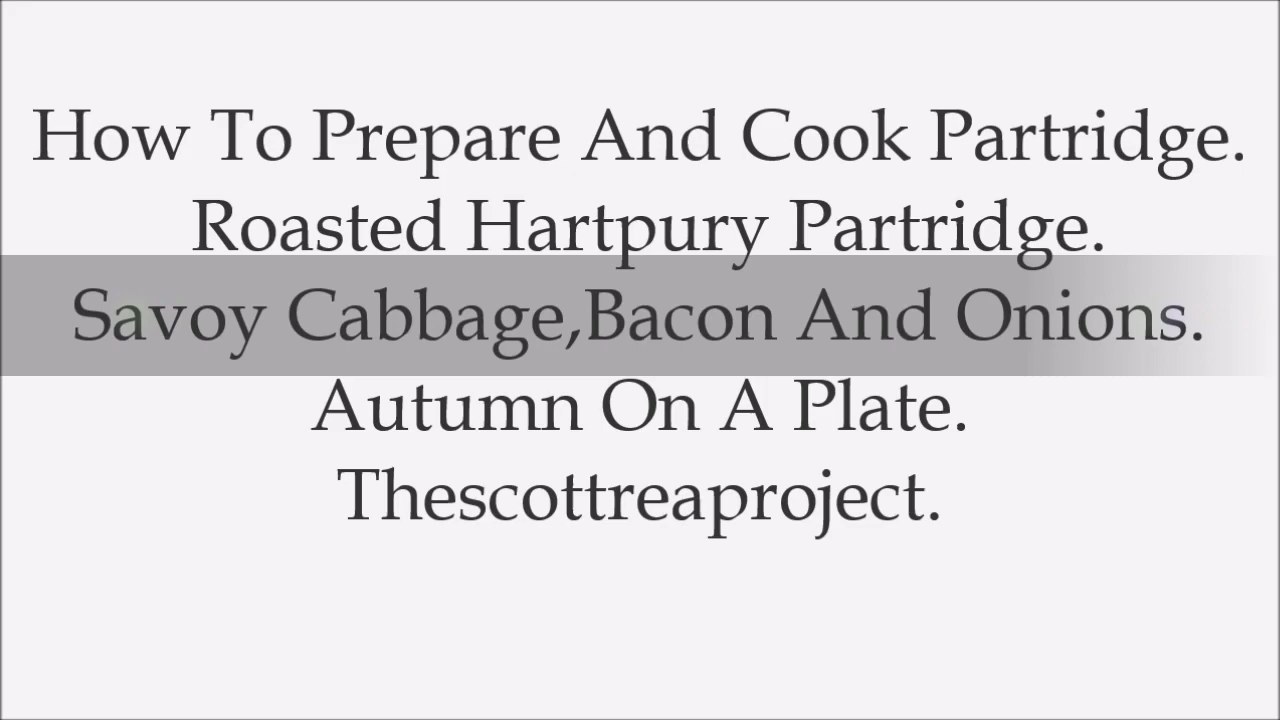 How To Prepare And Cook Partridge.
Roasted Hartpury Partridge.
Savoy Cabbage,Bacon And Onions.
Autumn On A Plate.
Thescottreaproject.